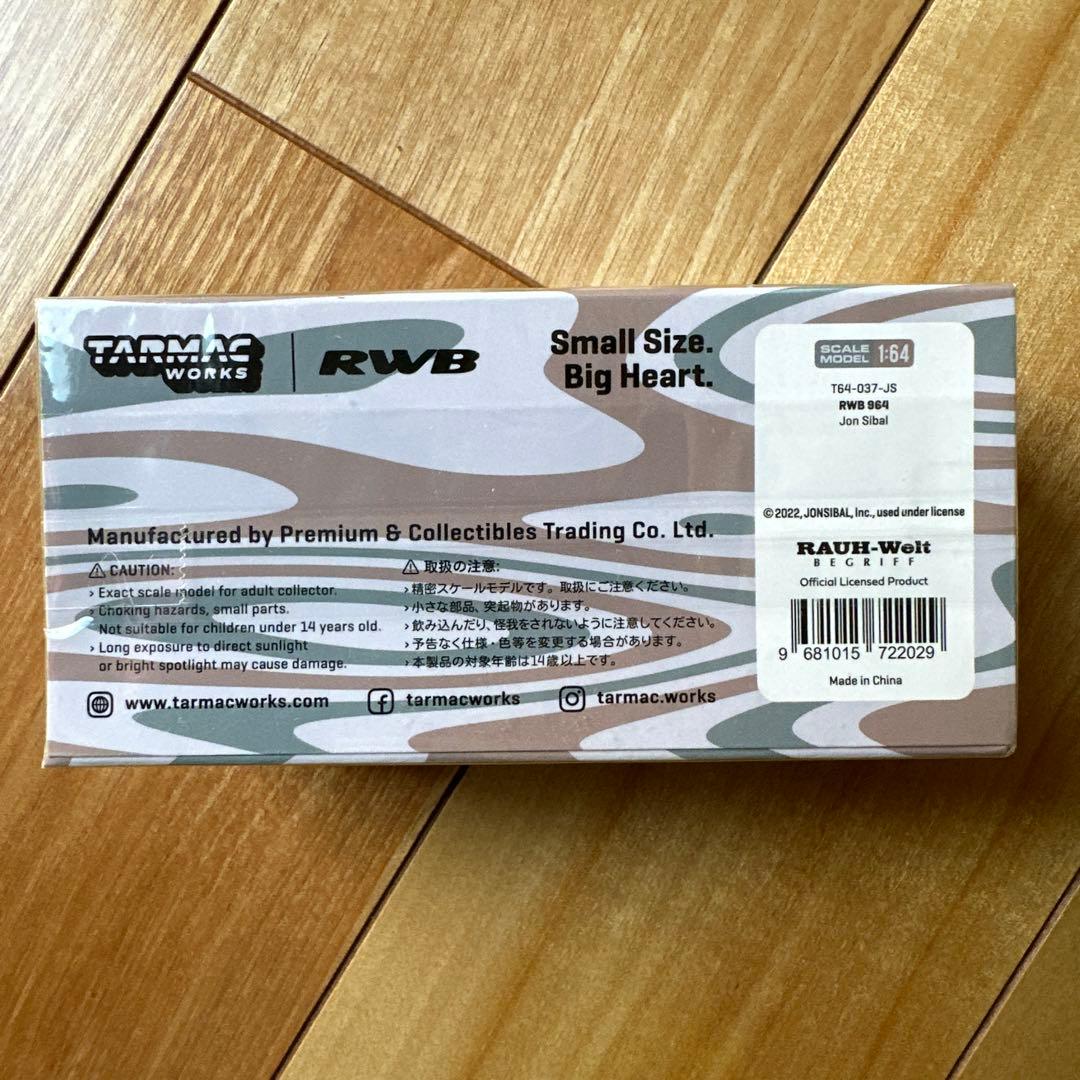 TARMAC
WORKS
RWB
Small Size.
Big Heart.
SCALE
MODEL 1:64
T64-037-JS
RWB 964
Jon Sibal
©2022, JONSIBAL, Inc., used under license
RAUH-Welt
BEGRIFF
Official Licensed Product
9 681015 722029
Made in China
Manufactured by Premium & Collectibles Trading Co. Ltd.
⚠ CAUTION:
› Exact scale model for adult collector.
› Choking hazards, small parts.
Not suitable for children under 14 years old.
› Long exposure to direct sunlight
or bright spotlight may cause damage.
⚠ 取扱の注意:
›精密スケールモデルです。取扱にご注意ください。
›小さな部品、突起物があります。
›飲み込んだり、怪我をされないように注意してください。
›予告なく仕様・色等を変更する場合があります。
›本製品の対象年齢は14歳以上です。
www.tarmacworks.com
tarmacworks
tarmac.works